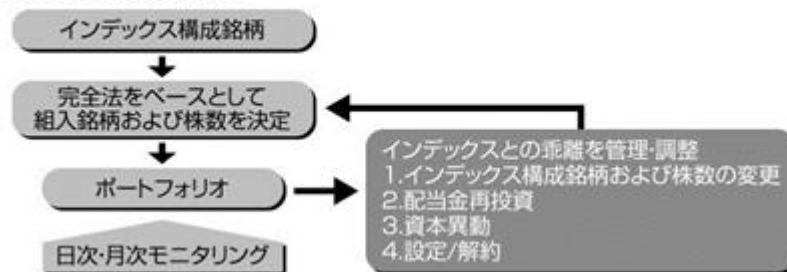 インデックス構成銘柄
完全法をベースとして
組入銘柄および株数を決定
ポートフォリオ
日次・月次モニタリング
インデックスとの乖離を管理・調整
1.インデックス構成銘柄および株数の変更
2.配当金再投資
3.資本異動
4.設定/解約